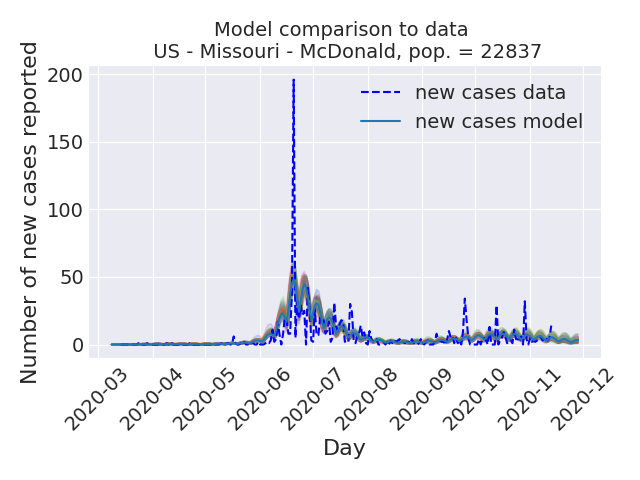 Model comparison to data
US - Missouri - McDonald, pop. = 22837
Number of new cases reported
200
150
100
50
0
new cases data
new cases model
2020-03
2020-04
2020-05
2020-06
2020-07
2020-08
2020-09
2020-10
2020-11
2020-12
Day